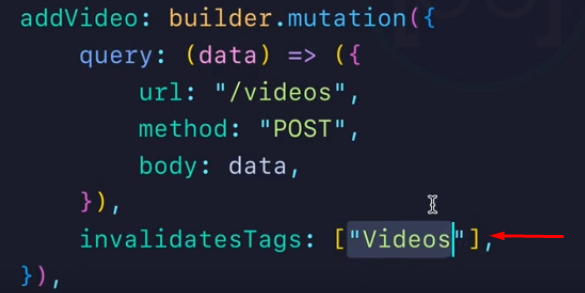 addVideo: builder.mutation({
query: (data) => ({
url: "/videos",
method: "POST",
body: data,
}),
invalidatesTags: ["Videos"],
}),